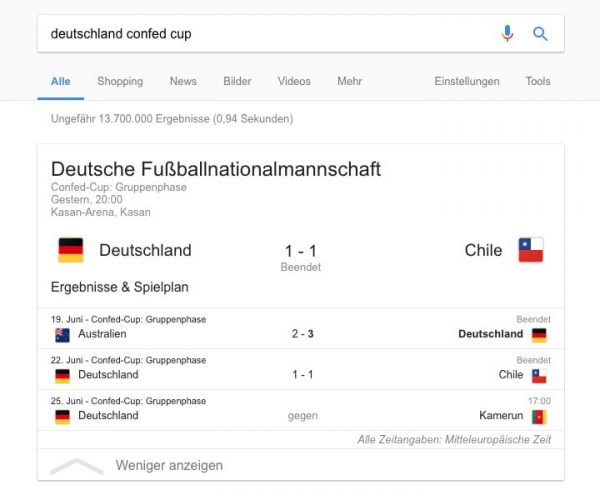 deutschland confed cup
Alle Shopping News Bilder Videos Mehr Einstellungen Tools
Ungefähr 13.700.000 Ergebnisse (0,94 Sekunden)
Deutsche Fußballnationalmannschaft
Confed-Cup: Gruppenphase
Gestern, 20:00
Kasan-Arena, Kasan
Deutschland 1 - 1 Chile
Beendet
Ergebnisse & Spielplan
19. Juni - Confed-Cup: Gruppenphase Beendet
Australien 2 - 3 Deutschland
22. Juni - Confed-Cup: Gruppenphase Beendet
Deutschland 1 - 1 Chile
25. Juni - Confed-Cup: Gruppenphase 17:00
Deutschland gegen Kamerun
Alle Zeitangaben: Mitteleuropäische Zeit
Weniger anzeigen